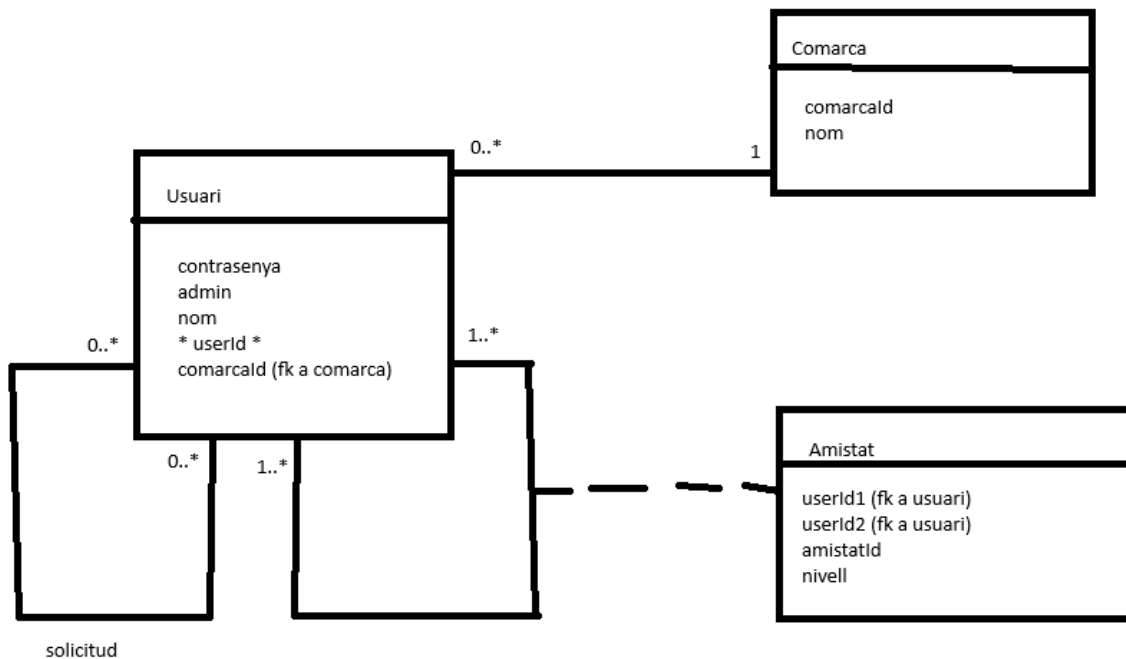 Comarca
comarcaId
nom
0..*
1
Usuari
contrasenya
admin
nom
* userId *
comarcaId (fk a comarca)
0..*
1..*
0..*
1..*
Amistat
userId1 (fk a usuari)
userId2 (fk a usuari)
amistatId
nivell
solicitud